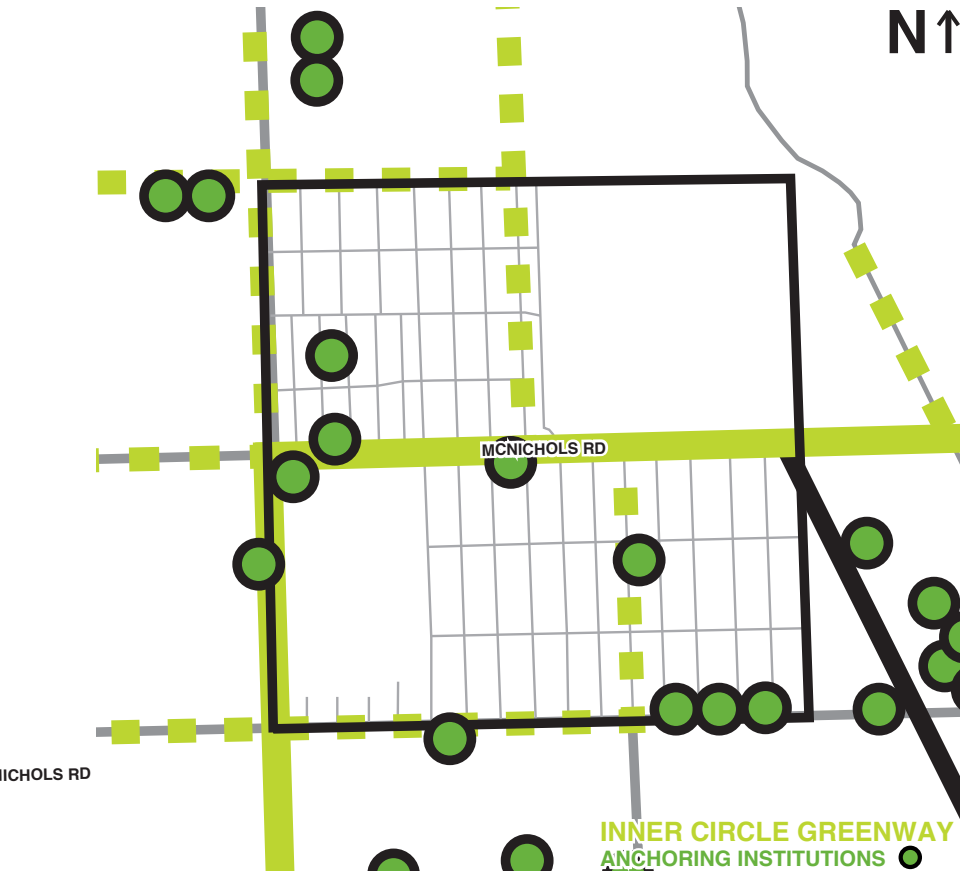 N↑
MCNICHOLS RD
NICHOLS RD
INNER CIRCLE GREENWAY
ANCHORING INSTITUTIONS